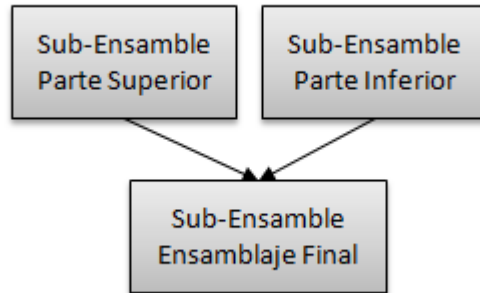 Sub-Ensamble
Parte Superior
Sub-Ensamble
Parte Inferior
Sub-Ensamble
Ensamblaje Final